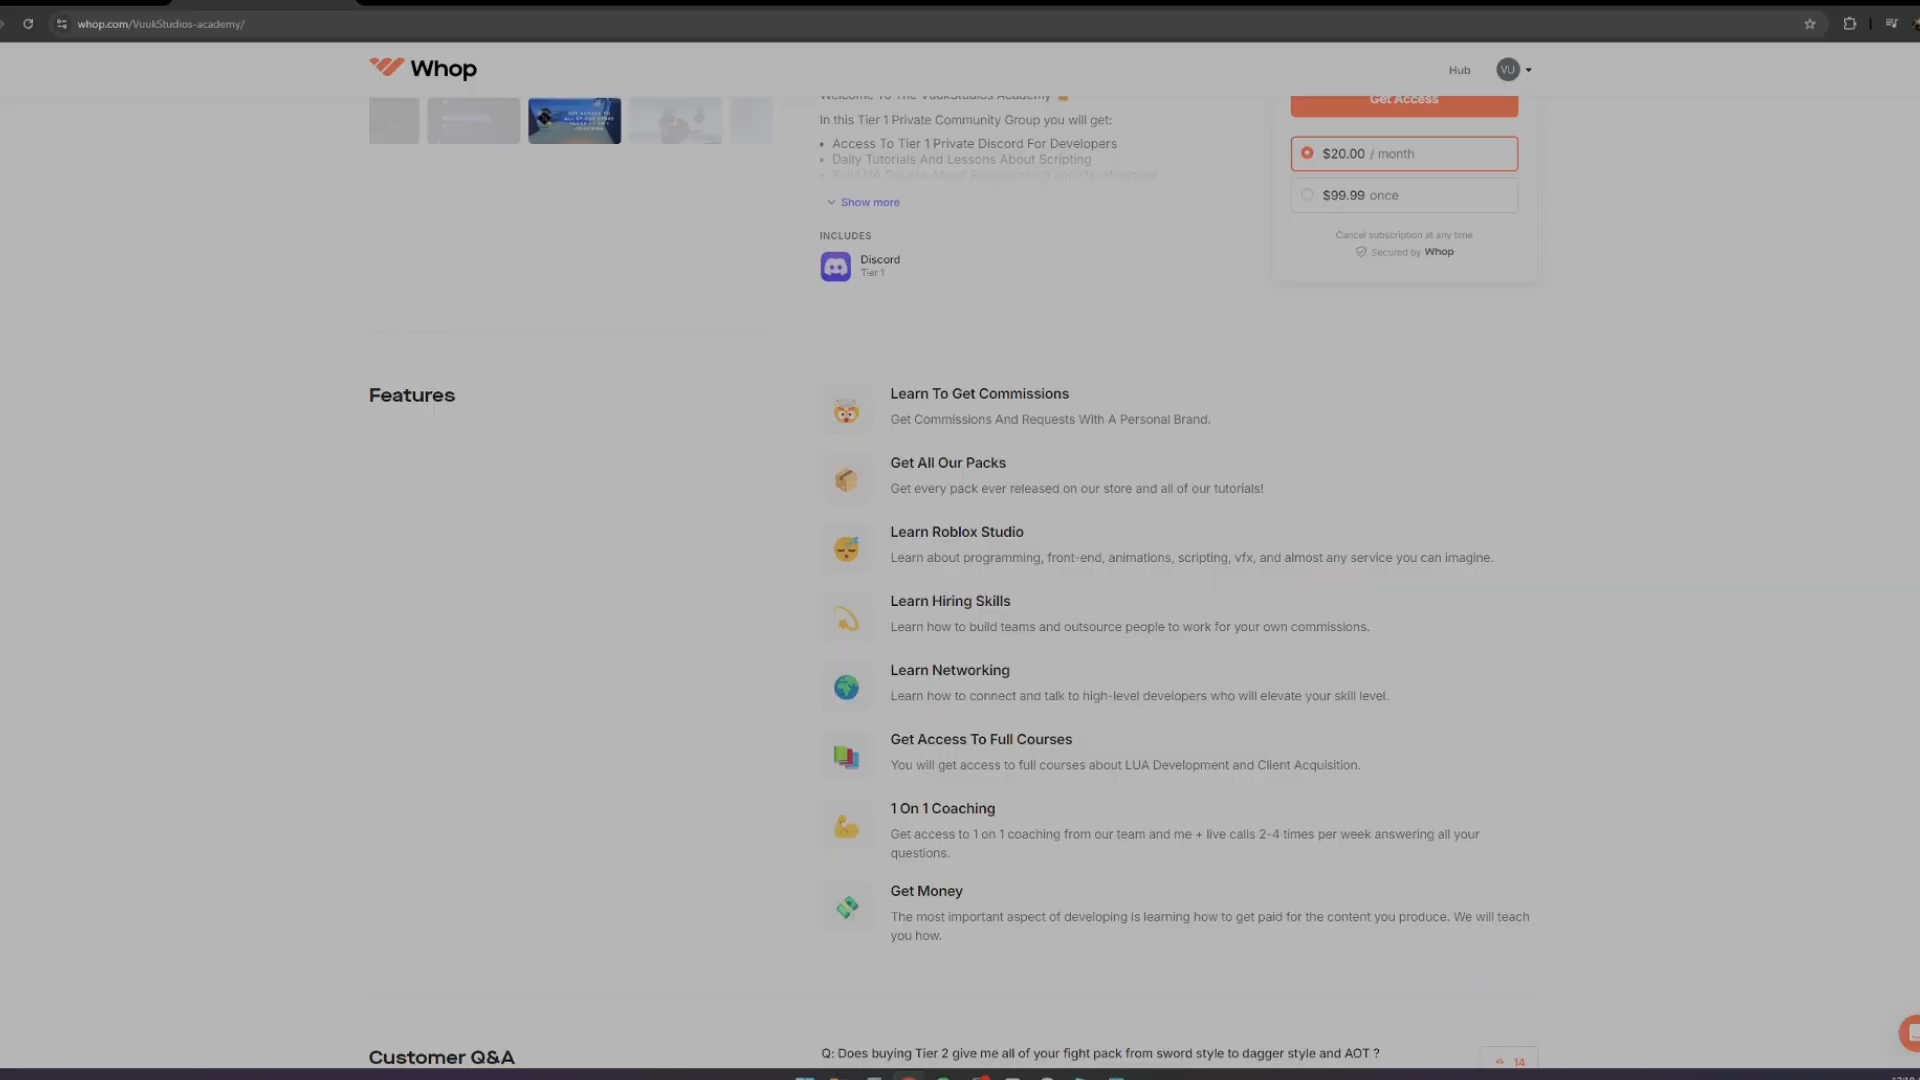 whop.com/VuukStudios-academy/
Whop
Hub
VU
Welcome To The VuukStudios Academy
Get Access
In this Tier 1 Private Community Group you will get:
• Access To Tier 1 Private Discord For Developers
• Daily Tutorials And Lessons About Scripting
• Full LUA Course About Programming and Development
Show more
$20.00 / month
$99.99 once
Cancel subscription at any time
Secured by Whop
INCLUDES
Discord
Tier 1
Features
Learn To Get Commissions
Get Commissions And Requests With A Personal Brand.
Get All Our Packs
Get every pack ever released on our store and all of our tutorials!
Learn Roblox Studio
Learn about programming, front-end, animations, scripting, vfx, and almost any service you can imagine.
Learn Hiring Skills
Learn how to build teams and outsource people to work for your own commissions.
Learn Networking
Learn how to connect and talk to high-level developers who will elevate your skill level.
Get Access To Full Courses
You will get access to full courses about LUA Development and Client Acquisition.
1 On 1 Coaching
Get access to 1 on 1 coaching from our team and me + live calls 2-4 times per week answering all your
questions.
Get Money
The most important aspect of developing is learning how to get paid for the content you produce. We will teach
you how.
Customer Q&A
Q: Does buying Tier 2 give me all of your fight pack from sword style to dagger style and AOT ?
14